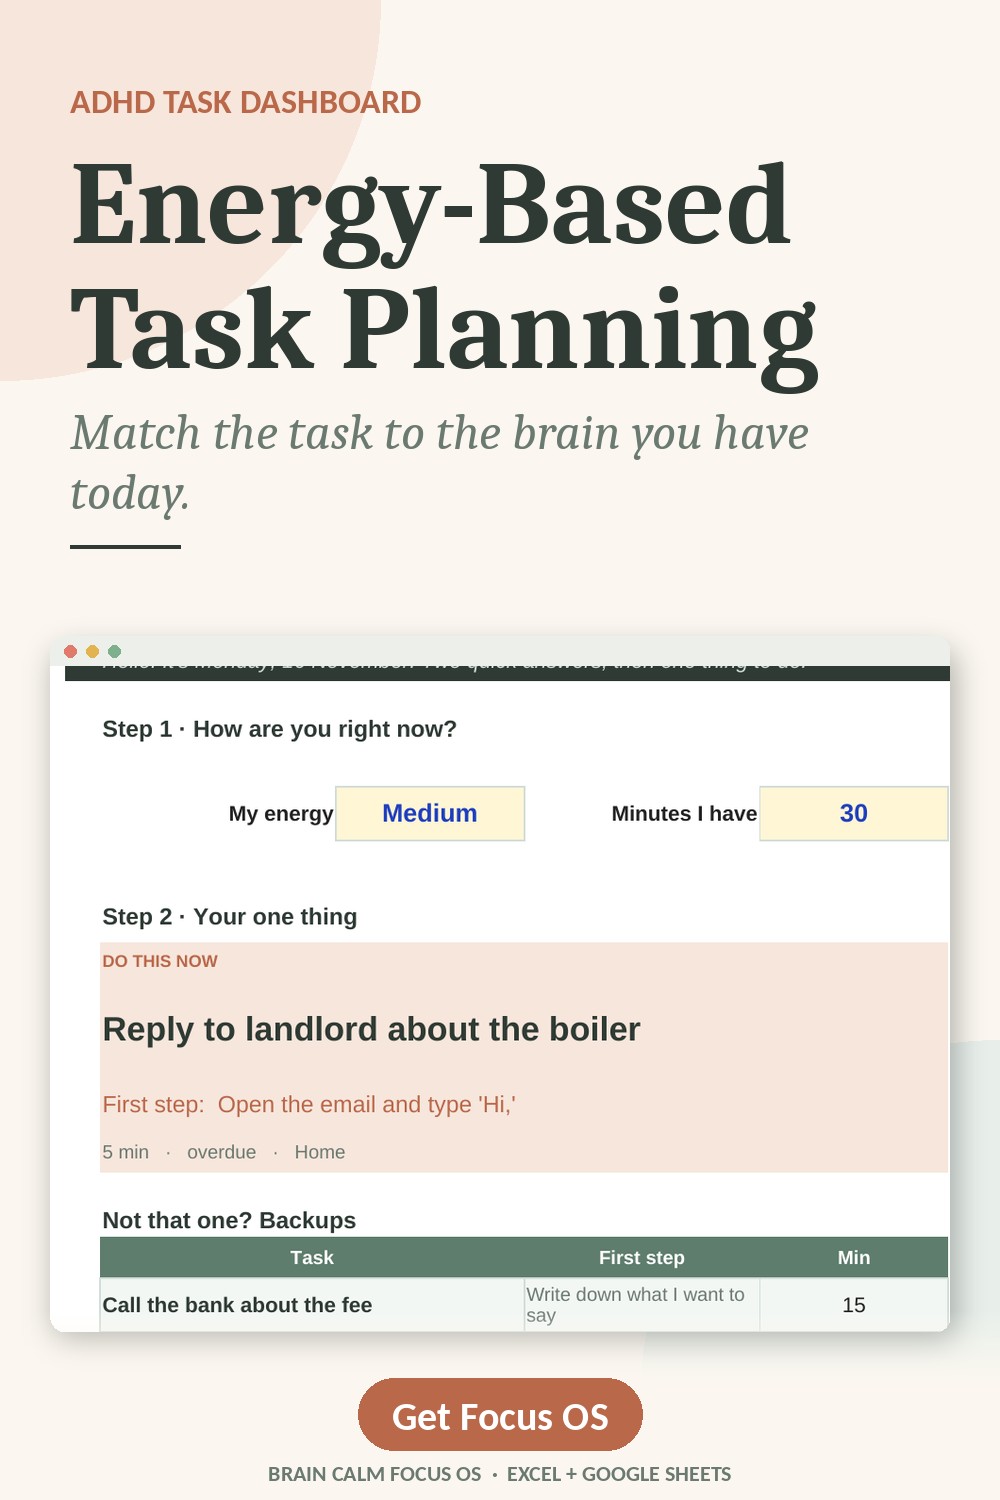 ADHD TASK DASHBOARD
Energy-Based
Task Planning
Match the task to the brain you have
today.
Step 1 · How are you right now?
My energy Medium Minutes I have 30
Step 2 · Your one thing
DO THIS NOW
Reply to landlord about the boiler
First step: Open the email and type 'Hi,'
5 min · overdue · Home
Not that one? Backups
Task First step Min
Call the bank about the fee Write down what I want to say 15
Get Focus OS
BRAIN CALM FOCUS OS · EXCEL + GOOGLE SHEETS